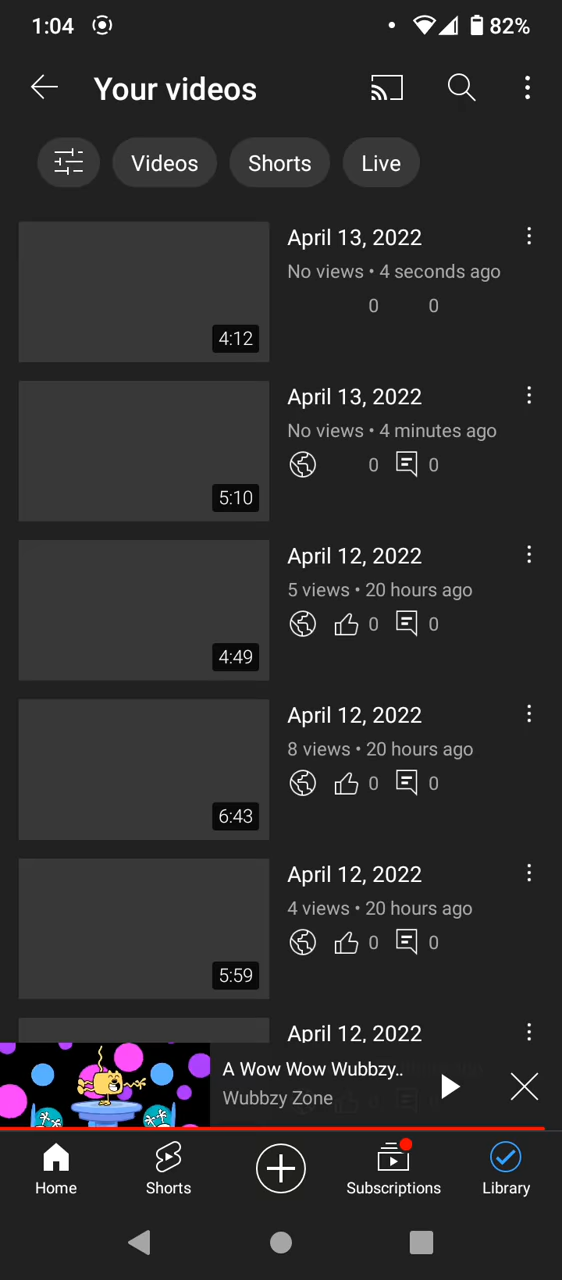 1:04 82%
Your videos
Videos Shorts Live
April 13, 2022
No views • 4 seconds ago
0 0
4:12
April 13, 2022
No views • 4 minutes ago
0 0
5:10
April 12, 2022
5 views • 20 hours ago
0 0
4:49
April 12, 2022
8 views • 20 hours ago
0 0
6:43
April 12, 2022
4 views • 20 hours ago
0 0
5:59
April 12, 2022
A Wow Wow Wubbzy..
Wubbzy Zone
Home Shorts Subscriptions Library